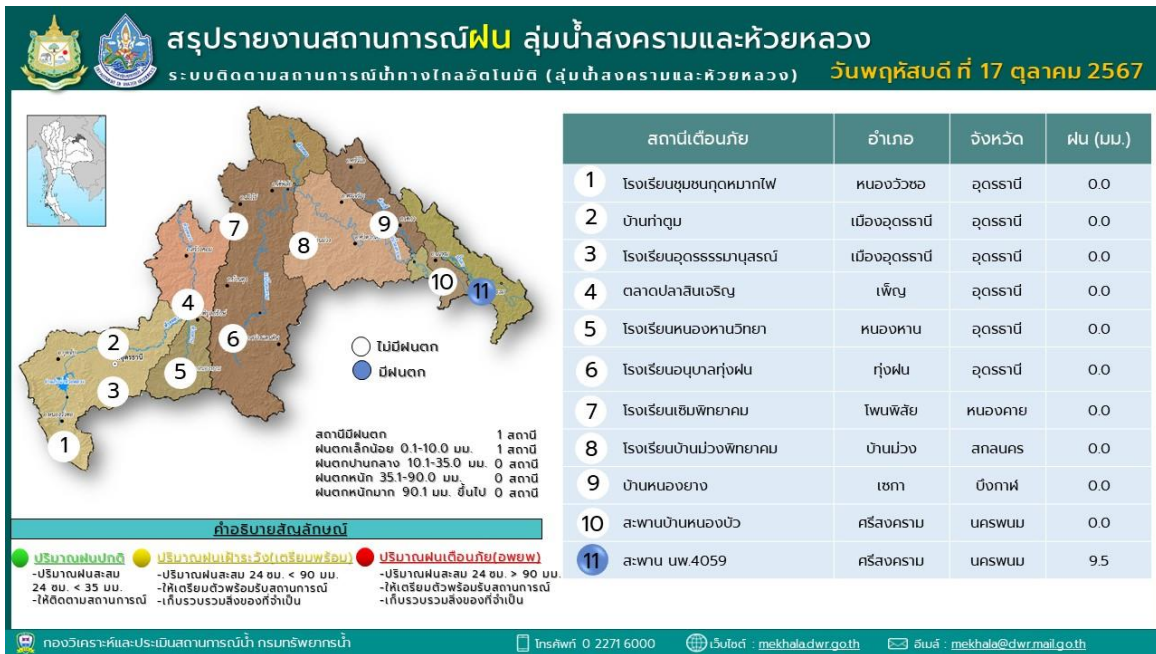 สรุปรายงานสถานการณ์ฝน ลุ่มน้ำสงครามและห้วยหลวง
ระบบติดตามสถานการณ์น้ำทางไกลอัตโนมัติ (ลุ่มน้ำสงครามและห้วยหลวง)
วันพฤหัสบดี ที่ 17 ตุลาคม 2567
7
8
9
10
11
4
6
2
5
3
1
ไม่มีฝนตก
มีฝนตก
สถานีมีฝนตก 1 สถานี
ฝนตกเล็กน้อย 0.1-10.0 มม. 1 สถานี
ฝนตกปานกลาง 10.1-35.0 มม. 0 สถานี
ฝนตกหนัก 35.1-90.0 มม. 0 สถานี
ฝนตกหนักมาก 90.1 มม. ขึ้นไป 0 สถานี
คำอธิบายสัญลักษณ์
ปริมาณฝนปกติ
-ปริมาณฝนสะสม
24 ชม. < 35 มม.
-ให้ติดตามสถานการณ์
ปริมาณฝนเฝ้าระวัง(เตรียมพร้อม)
-ปริมาณฝนสะสม 24 ชม. < 90 มม.
-ให้เตรียมตัวพร้อมรับสถานการณ์
-เก็บรวบรวมสิ่งของที่จำเป็น
ปริมาณฝนเตือนภัย(อพยพ)
-ปริมาณฝนสะสม 24 ชม. > 90 มม.
-ให้เตรียมตัวพร้อมรับสถานการณ์
-เก็บรวบรวมสิ่งของที่จำเป็น
สถานีเตือนภัย อำเภอ จังหวัด ฝน (มม.)
1 โรงเรียนชุมชนกุดหมากไฟ หนองวัวซอ อุดรธานี 0.0
2 บ้านท่าตูม เมืองอุดรธานี อุดรธานี 0.0
3 โรงเรียนอุดรธรรมานุสรณ์ เมืองอุดรธานี อุดรธานี 0.0
4 ตลาดปลาสินเจริญ เพ็ญ อุดรธานี 0.0
5 โรงเรียนหนองหานวิทยา หนองหาน อุดรธานี 0.0
6 โรงเรียนอนุบาลทุ่งฝน ทุ่งฝน อุดรธานี 0.0
7 โรงเรียนเซิมพิทยาคม โพนพิสัย หนองคาย 0.0
8 โรงเรียนบ้านม่วงพิทยาคม บ้านม่วง สกลนคร 0.0
9 บ้านหนองยาง เซกา บึงกาฬ 0.0
10 สะพานบ้านหนองบัว ศรีสงคราม นครพนม 0.0
11 สะพาน นพ.4059 ศรีสงคราม นครพนม 9.5
กองวิเคราะห์และประเมินสถานการณ์น้ำ กรมทรัพยากรน้ำ โทรศัพท์ 0 2271 6000 เว็บไซต์ : mekhala.dwr.go.th อีเมล์ : mekhala@dwr.mail.go.th